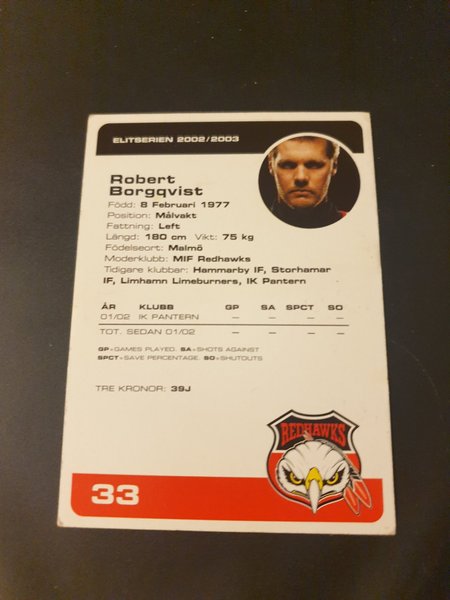 ELITSERIEN 2002/2003
Robert
Borgqvist
Född: 8 Februari 1977
Position: Målvakt
Fattning: Left
Längd: 180 cm Vikt: 75 kg
Födelseort: Malmö
Moderklubb: MIF Redhawks
Tidigare klubbar: Hammarby IF, Storhamar
IF, Limhamn Limeburners, IK Pantern
ÅR KLUBB GP SA SPCT SO
01/02 IK PANTERN – – – –
TOT. SEDAN 01/02 – – – –
GP=GAMES PLAYED. SA=SHOTS AGAINST
SPCT=SAVE PERCENTAGE. SO=SHUTOUTS
TRE KRONOR: 39J
REDHAWKS
33